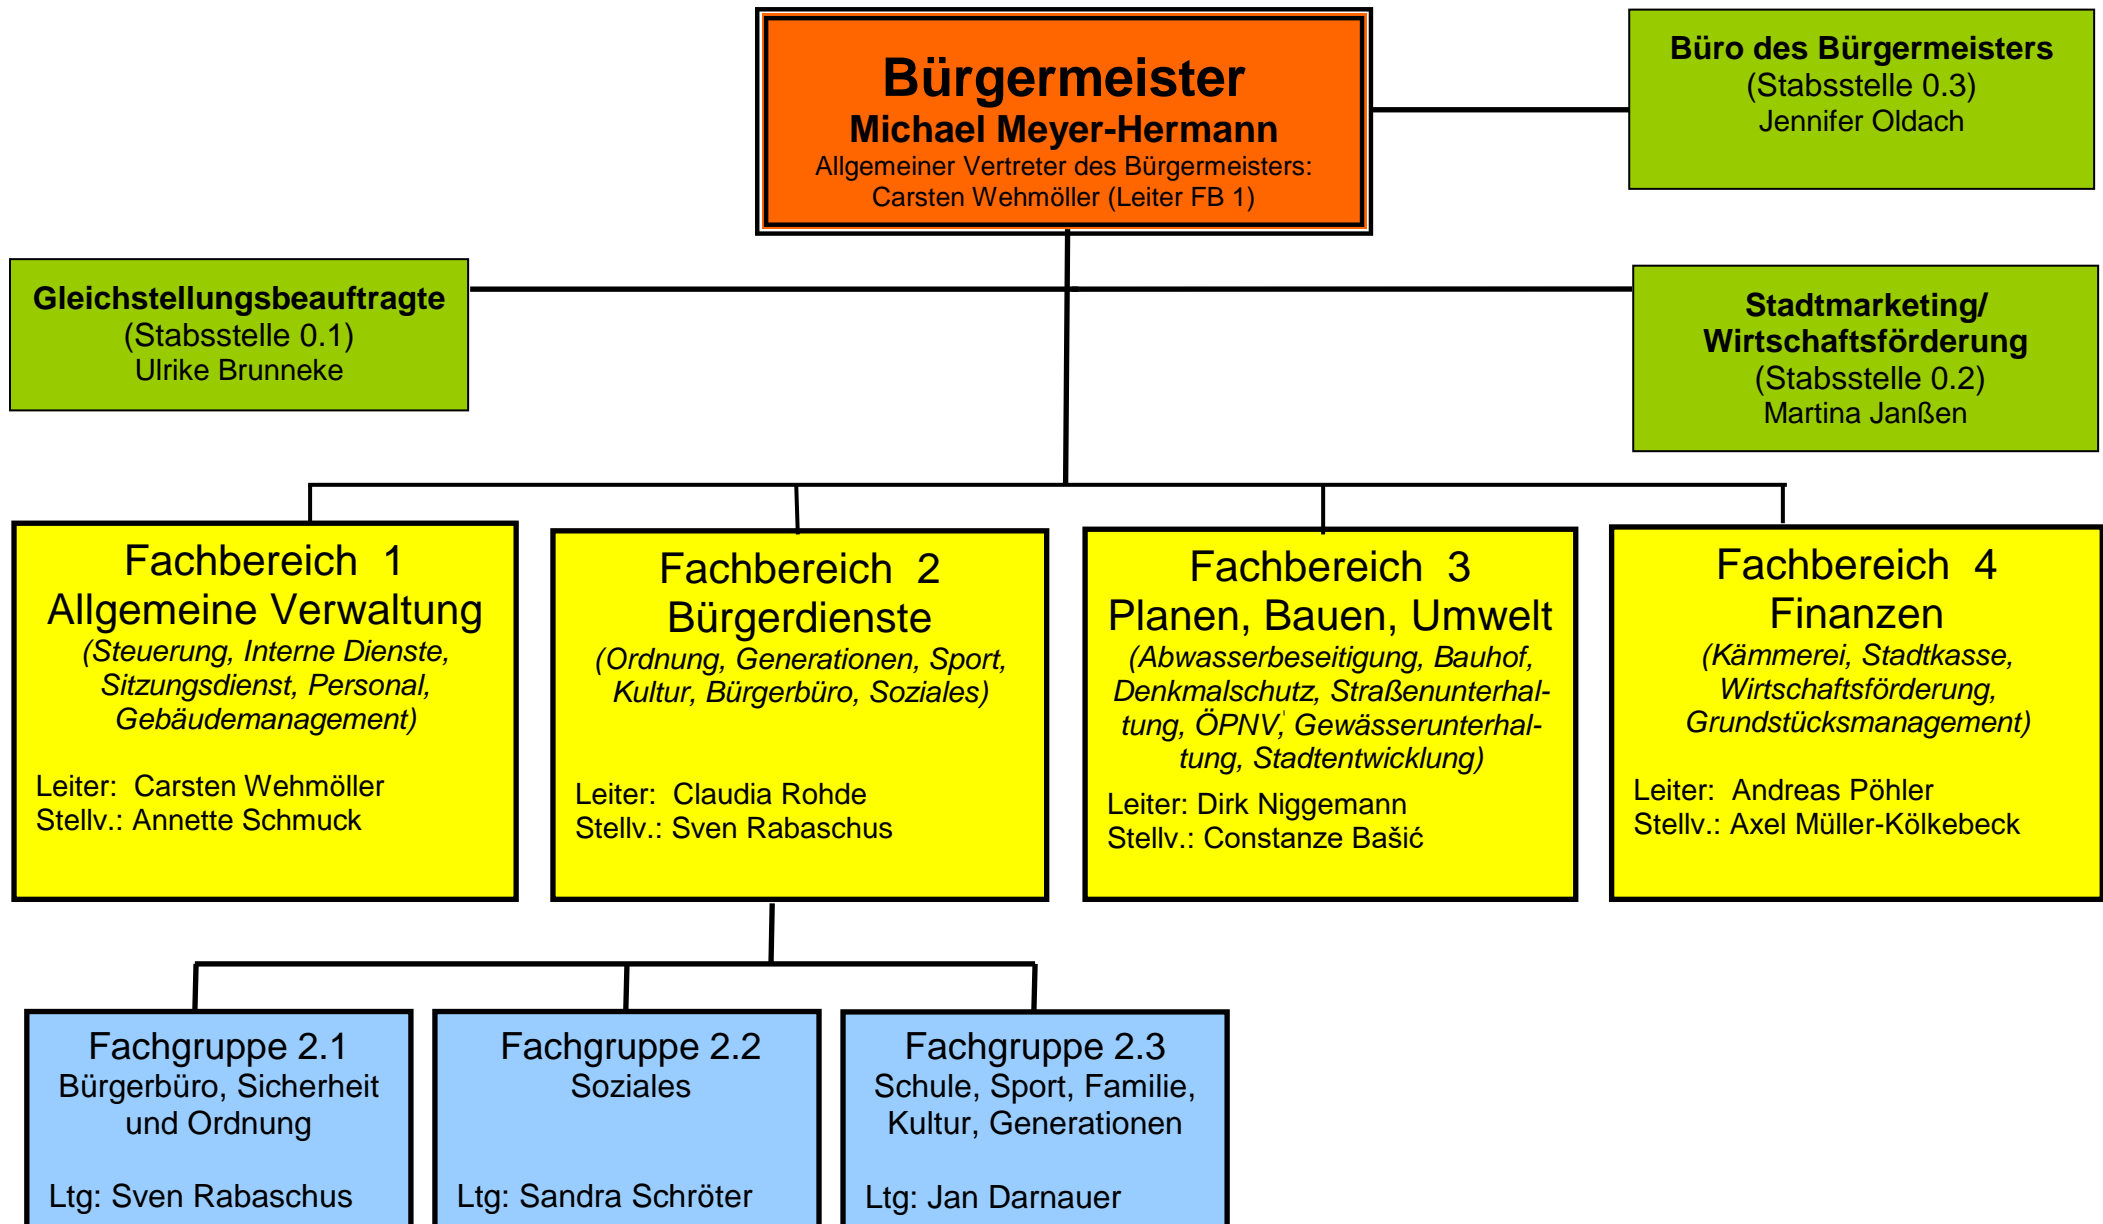 Bürgermeister
Michael Meyer-Hermann
Allgemeiner Vertreter des Bürgermeisters:
Carsten Wehmöller (Leiter FB 1)
Büro des Bürgermeisters
(Stabsstelle 0.3)
Jennifer Oldach
Gleichstellungsbeauftragte
(Stabsstelle 0.1)
Ulrike Brunneke
Stadtmarketing/
Wirtschaftsförderung
(Stabsstelle 0.2)
Martina Janßen
Fachbereich 1
Allgemeine Verwaltung
(Steuerung, Interne Dienste,
Sitzungsdienst, Personal,
Gebäudemanagement)
Leiter: Carsten Wehmöller
Stellv.: Annette Schmuck
Fachbereich 2
Bürgerdienste
(Ordnung, Generationen, Sport,
Kultur, Bürgerbüro, Soziales)
Leiter: Claudia Rohde
Stellv.: Sven Rabaschus
Fachbereich 3
Planen, Bauen, Umwelt
(Abwasserbeseitigung, Bauhof,
Denkmalschutz, Straßenunterhal-
tung, ÖPNV, Gewässerunterhal-
tung, Stadtentwicklung)
Leiter: Dirk Niggemann
Stellv.: Constanze Bašić
Fachbereich 4
Finanzen
(Kämmerei, Stadtkasse,
Wirtschaftsförderung,
Grundstücksmanagement)
Leiter: Andreas Pöhler
Stellv.: Axel Müller-Kölkebeck
Fachgruppe 2.1
Bürgerbüro, Sicherheit
und Ordnung
Ltg: Sven Rabaschus
Fachgruppe 2.2
Soziales
Ltg: Sandra Schröter
Fachgruppe 2.3
Schule, Sport, Familie,
Kultur, Generationen
Ltg: Jan Darnauer